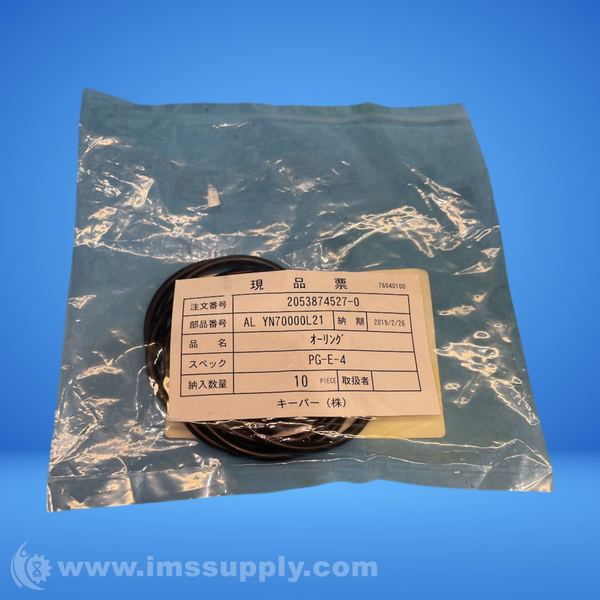 現品票 76040100
注文番号 2053874527-0
部品番号 AL YN70000L21 納期 2019/2/26
品名 オーリング
スペック PG-E-4
納入数量 10 PIECE 取扱者
キーパー（株）
www.imssupply.com